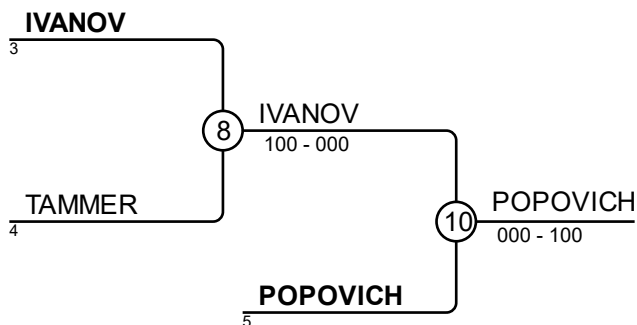 IVANOV
3
8
IVANOV
100 - 000
TAMMER
4
10
POPOVICH
000 - 100
POPOVICH
5